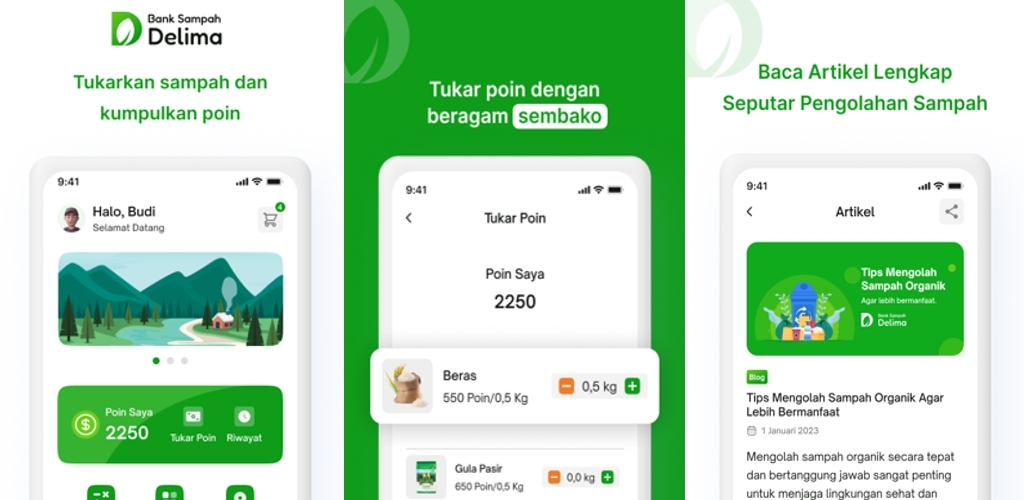 Bank Sampah
Delima
Tukarkan sampah dan
kumpulkan poin
9:41
Halo, Budi
Selamat Datang
4
Poin Saya
2250
Tukar Poin
Riwayat
Tukar poin dengan
beragam sembako
9:41
Tukar Poin
Poin Saya
2250
Beras
550 Poin/0,5 Kg
0,5 kg
Gula Pasir
650 Poin/0,5 Kg
0,0 kg
Baca Artikel Lengkap
Seputar Pengolahan Sampah
9:41
Artikel
Tips Mengolah
Sampah Organik
Agar lebih bermanfaat.
Bank Sampah
Delima
Blog
Tips Mengolah Sampah Organik Agar
Lebih Bermanfaat
1 Januari 2023
Mengolah sampah organik secara tepat
dan bertanggung jawab sangat penting
untuk menjaga lingkungan sehat dan